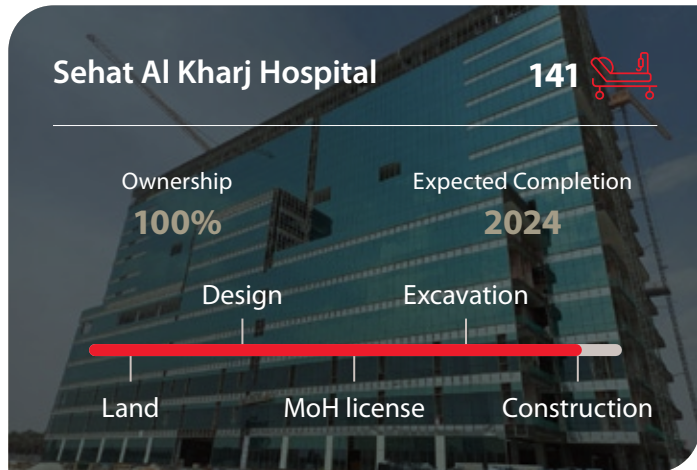 Sehat Al Kharj Hospital 141
Ownership Expected Completion
100% 2024
Design Excavation
Land MoH license Construction